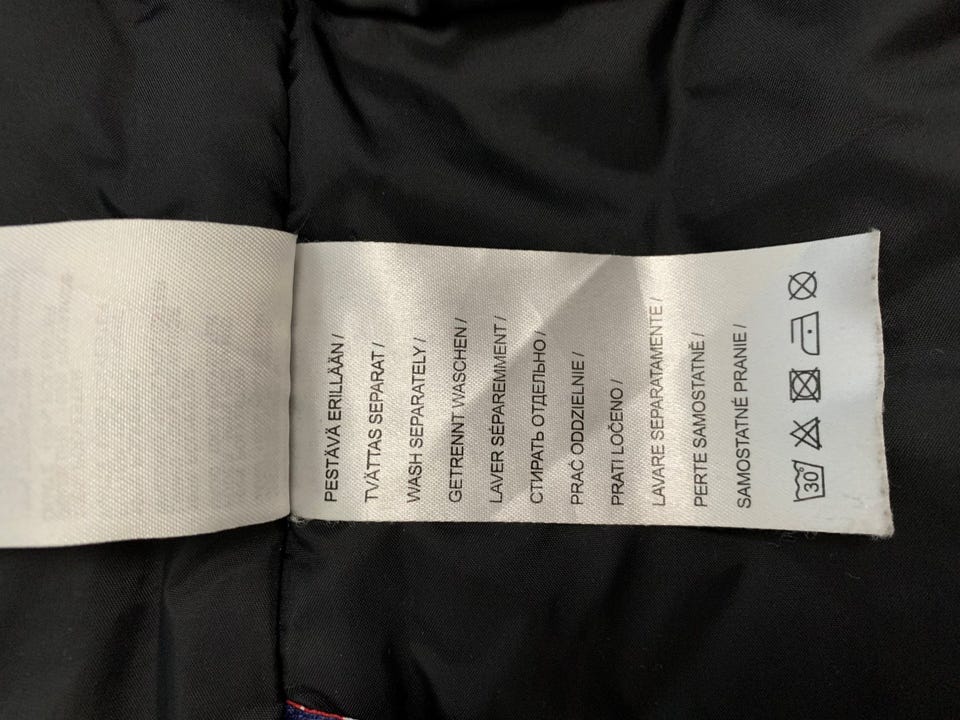 PESTÄVÄ ERILLÄÄN /
TVÄTTAS SEPARAT /
WASH SEPARATELY /
GETRENNT WASCHEN /
LAVER SÉPAREMMENT /
СТИРАТЬ ОТДЕЛЬНО /
PRAĆ ODDZIELNIE /
PRATI LOČENO /
LAVARE SEPARATAMENTE /
PERTE SAMOSTATNĚ /
SAMOSTATNÉ PRANIE /
30°